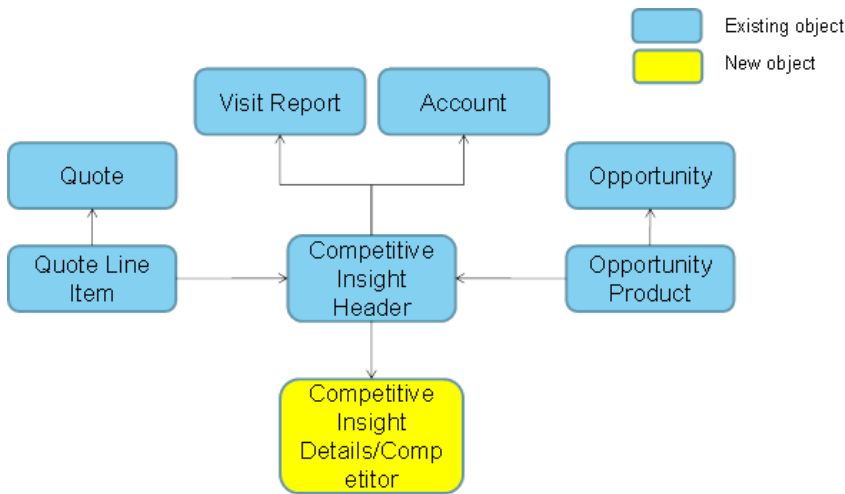 Existing object
New object
Visit Report
Account
Quote
Opportunity
Quote Line
Item
Competitive
Insight
Header
Opportunity
Product
Competitive
Insight
Details/Comp
etitor